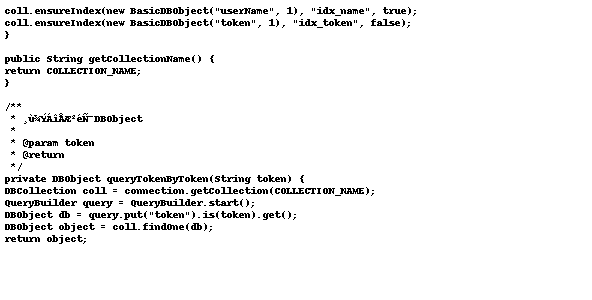 coll.ensureIndex(new BasicDBObject("userName", 1), "idx_name", true);
coll.ensureIndex(new BasicDBObject("token", 1), "idx_token", false);
}
public String getCollectionName() {
return COLLECTION_NAME;
}
/**
*
DBObject
*
* @param token
* @return
*/
private DBObject queryTokenByToken(String token) {
DBCollection coll = connection.getCollection(COLLECTION_NAME);
QueryBuilder query = QueryBuilder.start();
DBObject db = query.put("token").is(token).get();
DBObject object = coll.findOne(db);
return object;